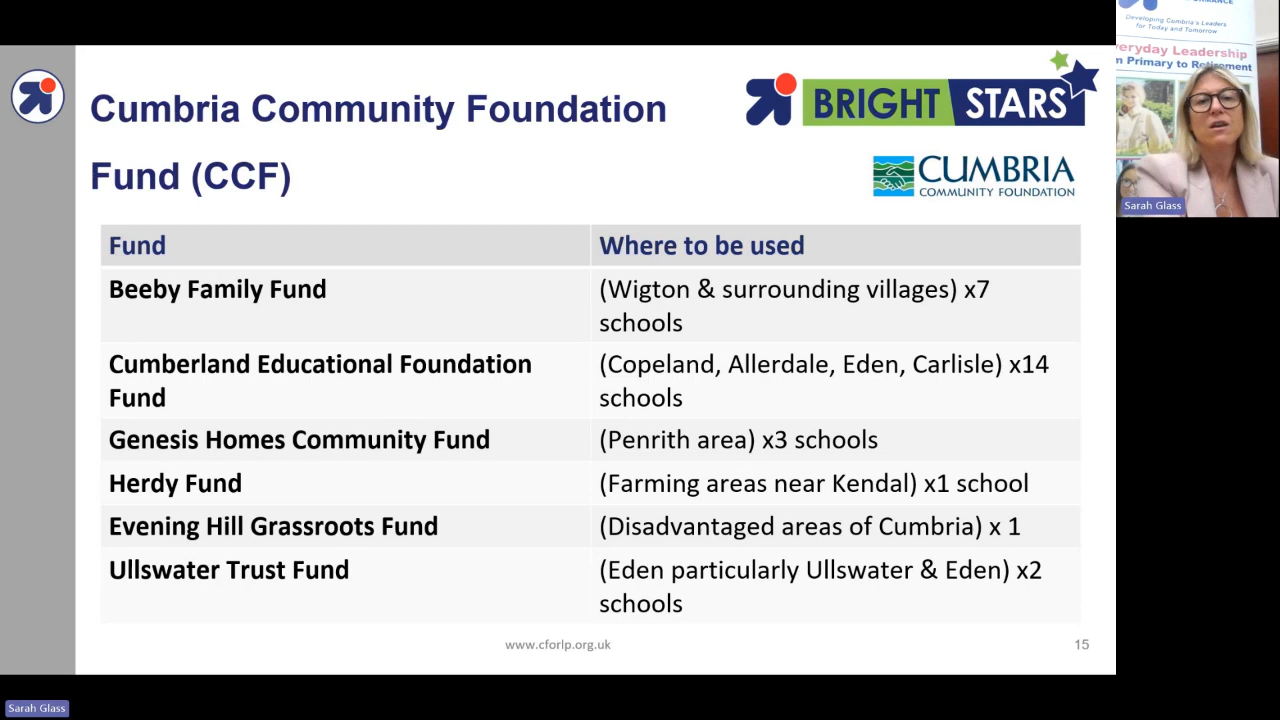 Cumbria Community Foundation
Fund (CCF)
BRIGHT STARS
CUMBRIA
COMMUNITY FOUNDATION
Fund
Where to be used
Beeby Family Fund
(Wigton & surrounding villages) x7
schools
Cumberland Educational Foundation
Fund
(Copeland, Allerdale, Eden, Carlisle) x14
schools
Genesis Homes Community Fund
(Penrith area) x3 schools
Herdy Fund
(Farming areas near Kendal) x1 school
Evening Hill Grassroots Fund
(Disadvantaged areas of Cumbria) x 1
Ullswater Trust Fund
(Eden particularly Ullswater & Eden) x2
schools
www.cforlp.org.uk
15
Developing Cumbria's Leaders
for Today and Tomorrow
Leadership
Primary to Retirement
Sarah Glass
Sarah Glass